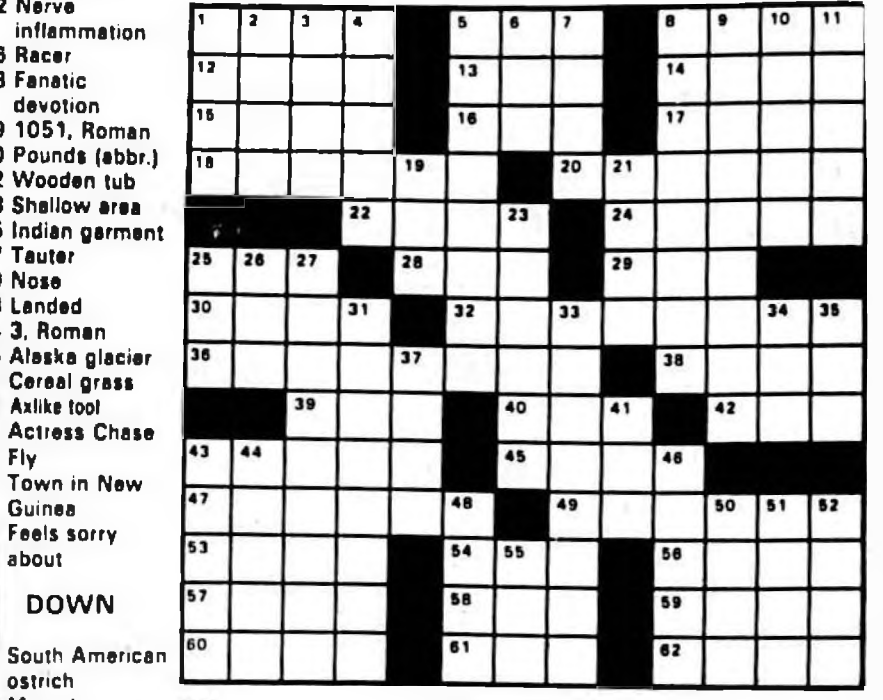 2 Nerve
inflammation
6 Racer
8 Fanatic
devotion
9 1051, Roman
0 Pounds (abbr.)
2 Wooden tub
3 Shallow area
5 Indian garment
7 Tauter
9 Nose
3 Landed
3, Roman
Alaska glacier
Cereal grass
Axlike tool
Actress Chase
Fly
Town in New
Guinea
Feels sorry
about
DOWN
South American
ostrich
1 2 3 4 5 6 7 8 9 10 11
12 13 14
15 16 17
18 19 20 21
22 23 24
25 26 27 28 29
30 31 32 33 34 35
36 37 38
39 40 41 42
43 44 45 46
47 48 49 50 51 52
53 54 55 56
57 58 59
60 61 62